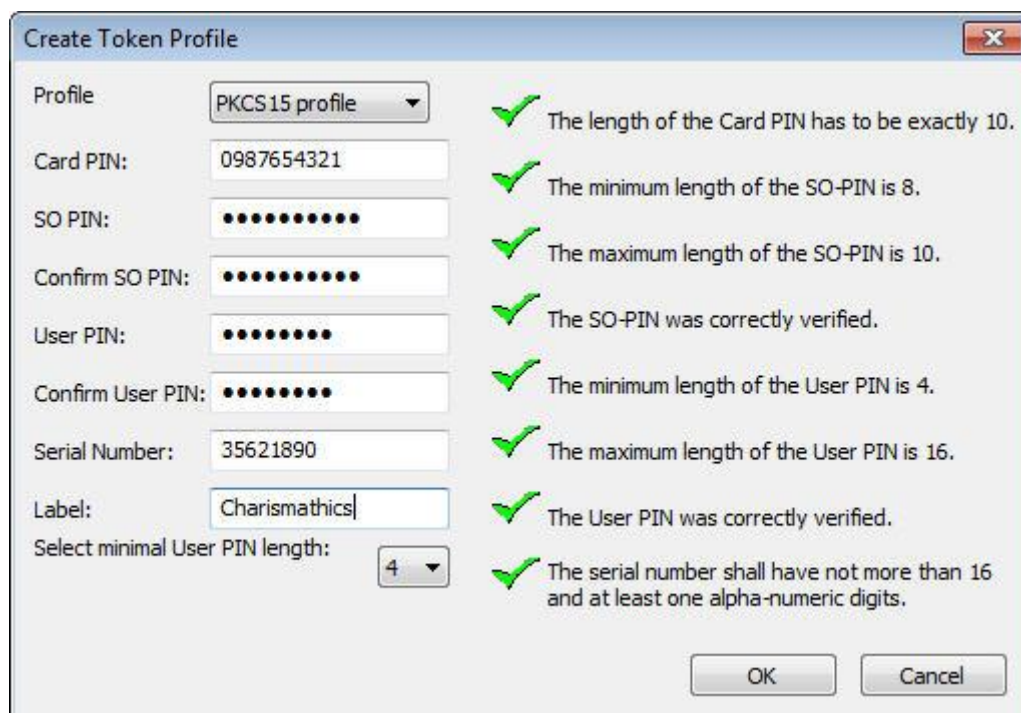 Create Token Profile
Profile
PKCS15 profile
The length of the Card PIN has to be exactly 10.
Card PIN:
0987654321
The minimum length of the SO-PIN is 8.
SO PIN:
●●●●●●●●●●
The maximum length of the SO-PIN is 10.
Confirm SO PIN:
●●●●●●●●●●
The SO-PIN was correctly verified.
User PIN:
●●●●●●●●
The minimum length of the User PIN is 4.
Confirm User PIN:
●●●●●●●●
Serial Number:
35621890
The maximum length of the User PIN is 16.
Label:
Charismathics
The User PIN was correctly verified.
Select minimal User PIN length:
4
The serial number shall have not more than 16
and at least one alpha-numeric digits.
OK
Cancel